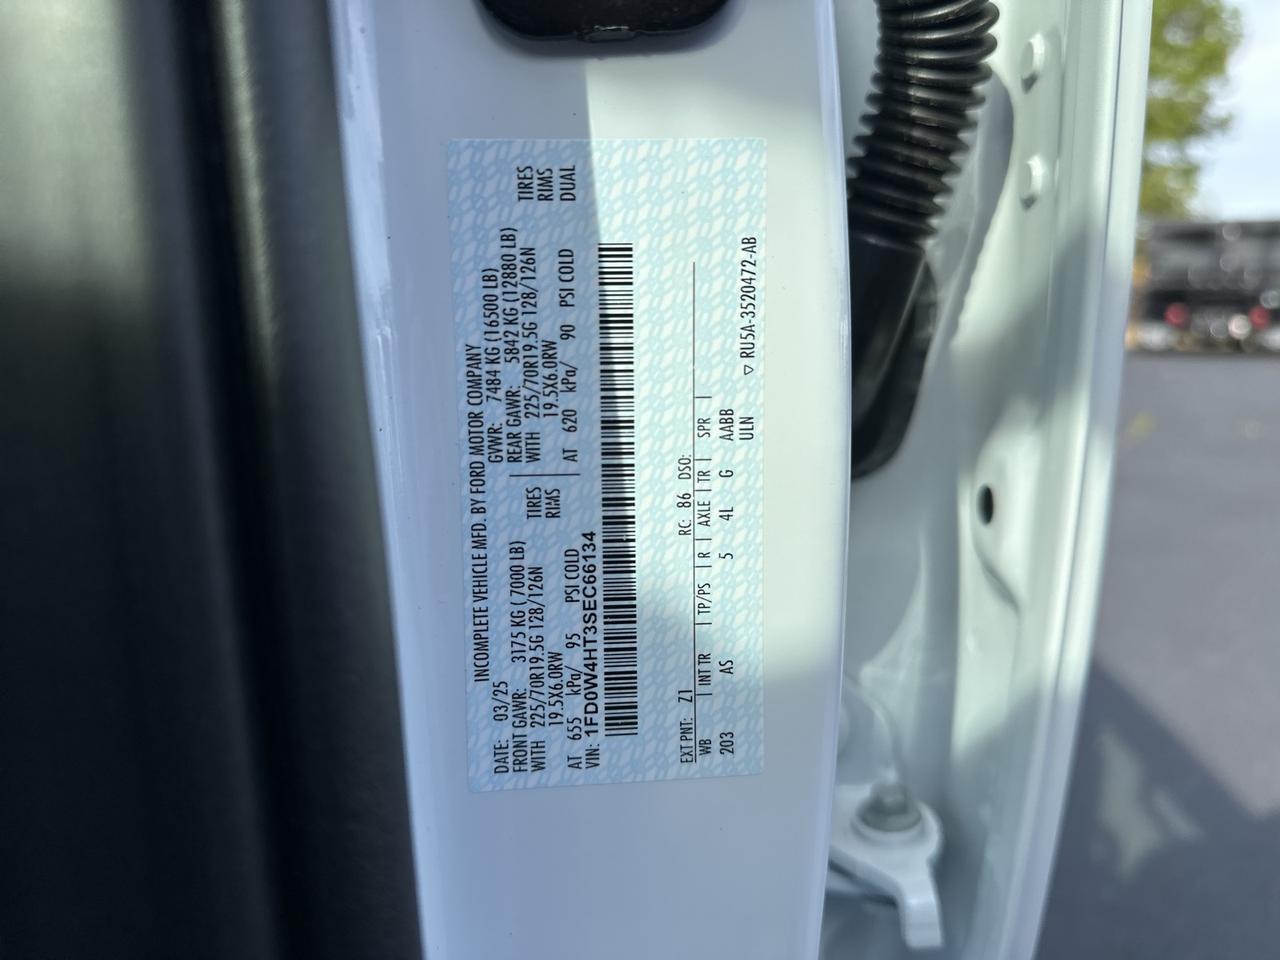 INCOMPLETE VEHICLE MFD. BY FORD MOTOR COMPANY
DATE: 03/25 GVWR: 7484 KG (16500 LB)
FRONT GAWR: 3175 KG (7000 LB) REAR GAWR: 5842 KG (12880 LB)
WITH 225/70R19.5G 128/126N TIRES WITH 225/70R19.5G 128/126N TIRES
19.5X6.0RW RIMS 19.5X6.0RW RIMS
AT 655 kPa/ 95 PSI COLD AT 620 kPa/ 90 PSI COLD DUAL
VIN: 1FD0W4HT3SEC66134
EXT PNT: Z1 RC: 86 DSO:
WB | INT TR | TP/PS | R | AXLE | TR | SPR |
203 AS 5 4L G AABB
ULN ▽ RU5A-3520472-AB